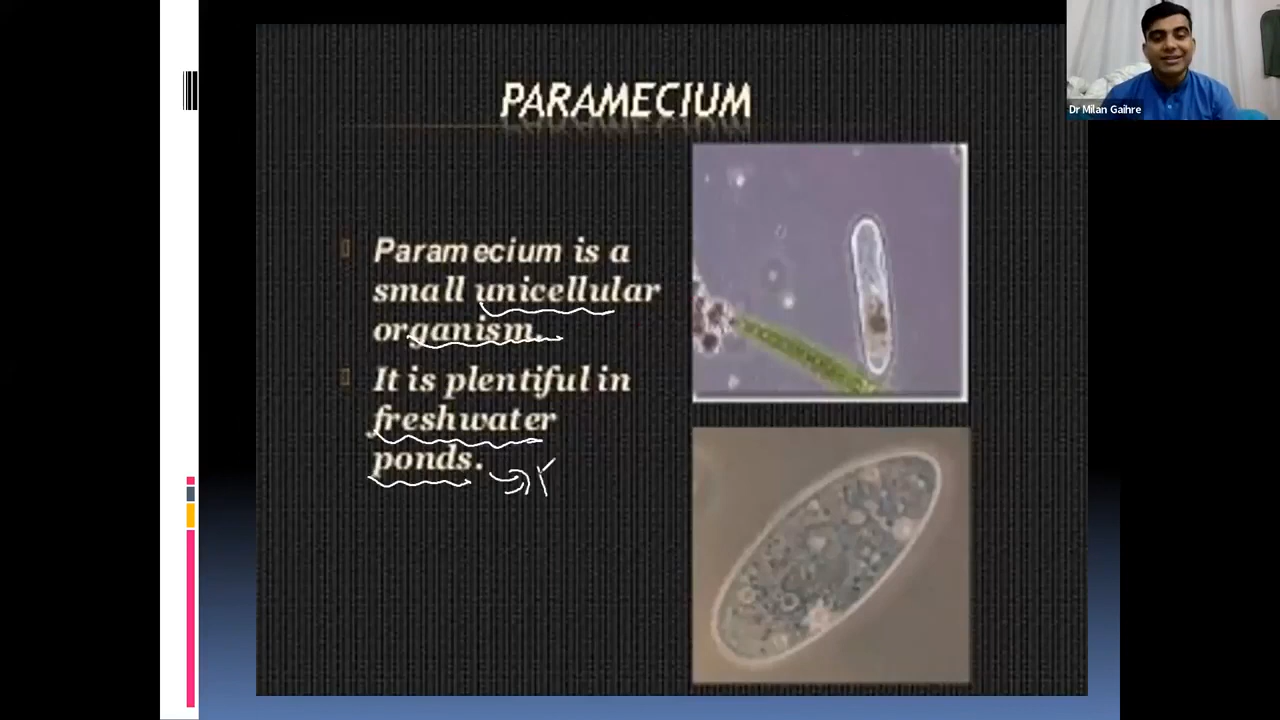 PARAMECIUM
Dr Milan Gaihre
Paramecium is a
small unicellular
organism.
It is plentiful in
freshwater
ponds.